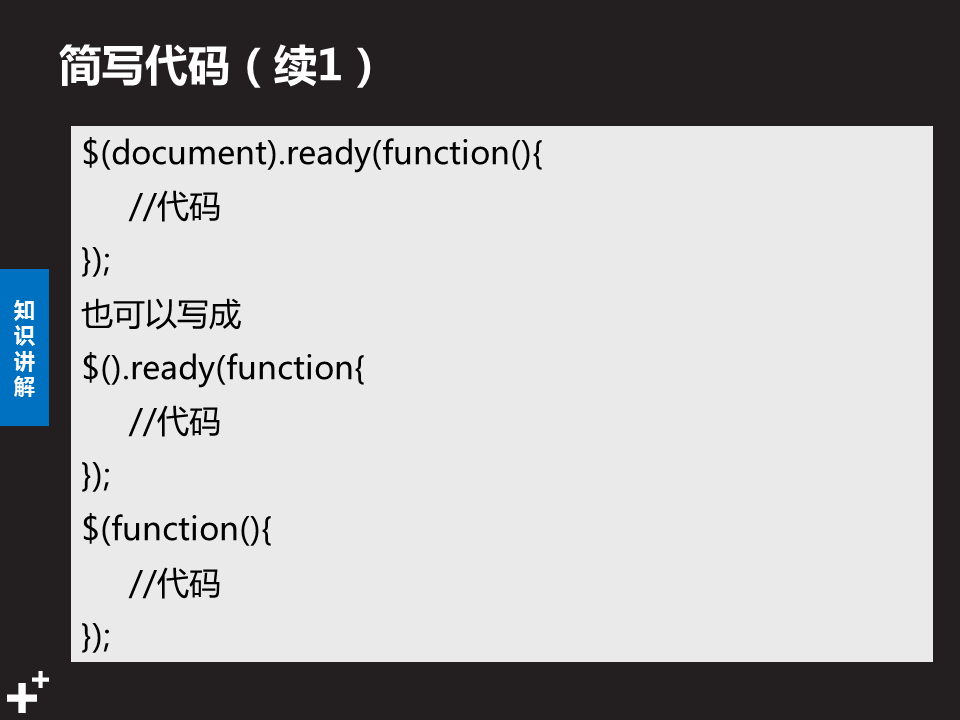 简写代码（续1）
$(document).ready(function(){
//代码
});
也可以写成
$().ready(function{
//代码
});
$(function(){
//代码
});
知识讲解